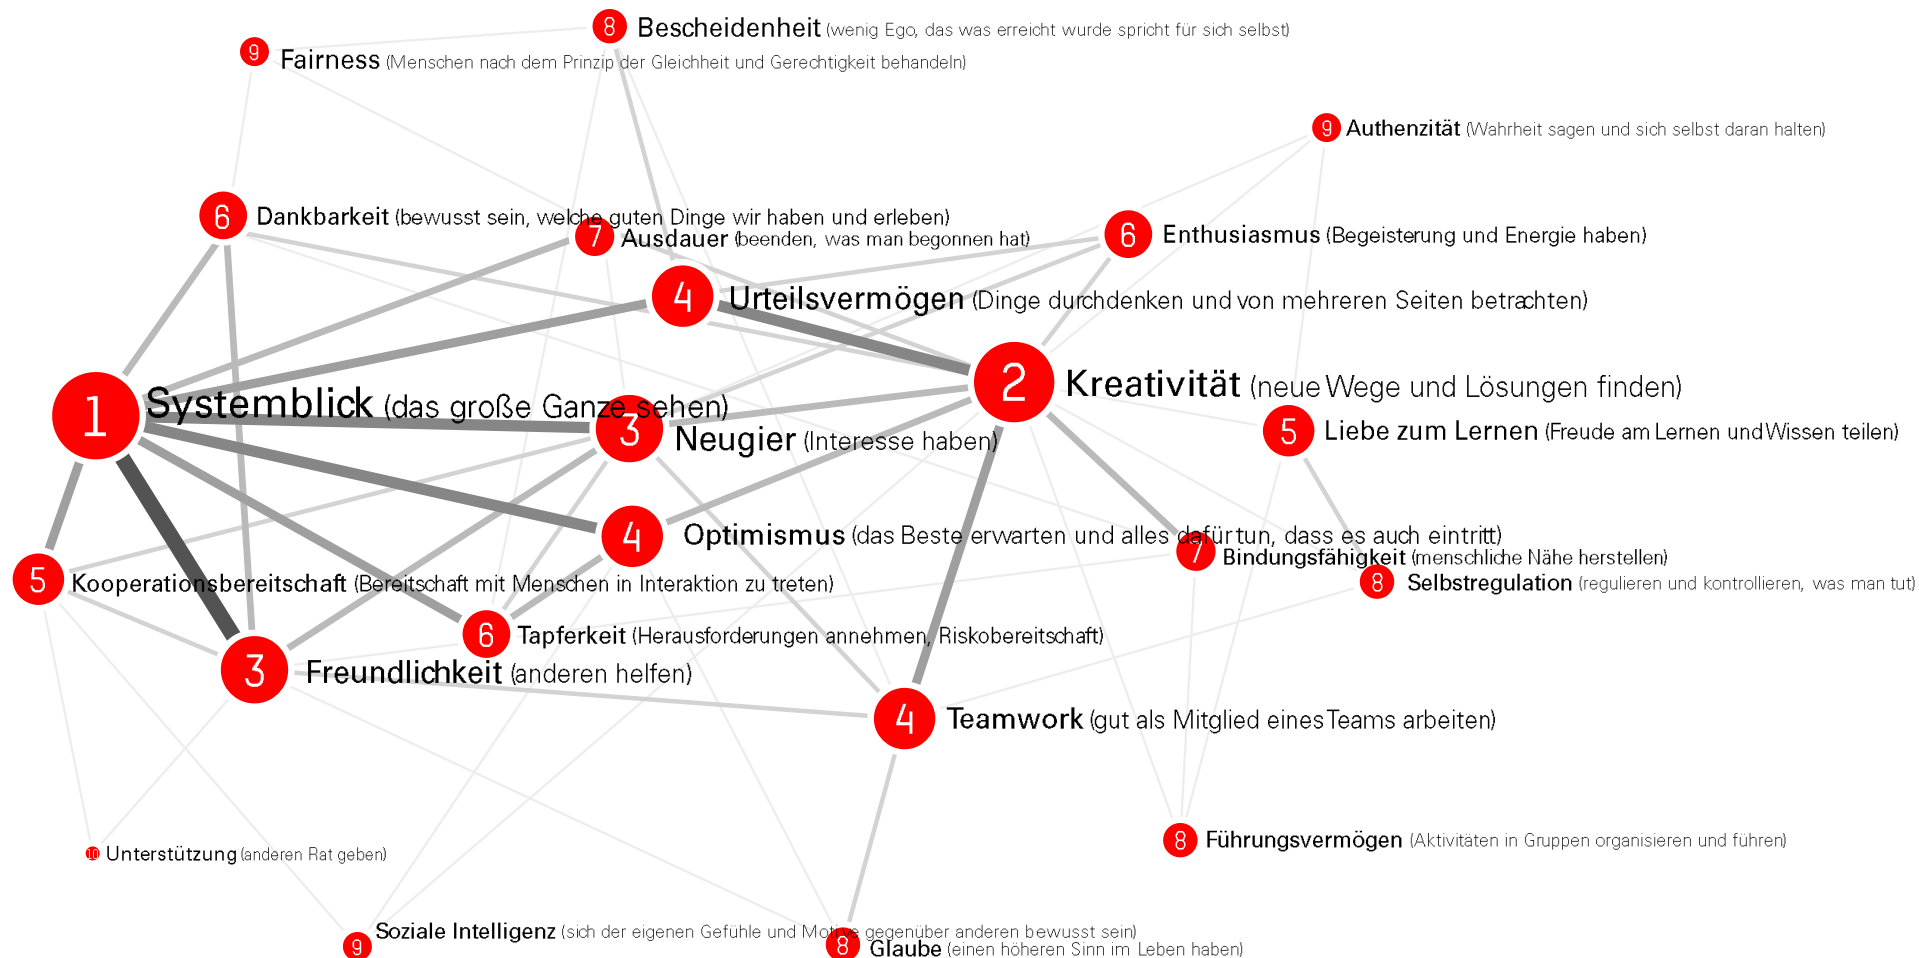 8 Bescheidenheit (wenig Ego, das was erreicht wurde spricht für sich selbst)
9 Fairness (Menschen nach dem Prinzip der Gleichheit und Gerechtigkeit behandeln)
9 Authenzität (Wahrheit sagen und sich selbst daran halten)
6 Dankbarkeit (bewusst sein, welche guten Dinge wir haben und erleben)
7 Ausdauer (beenden, was man begonnen hat)
6 Enthusiasmus (Begeisterung und Energie haben)
4 Urteilsvermögen (Dinge durchdenken und von mehreren Seiten betrachten)
2 Kreativität (neue Wege und Lösungen finden)
1 Systemblick (das große Ganze sehen)
3 Neugier (Interesse haben)
5 Liebe zum Lernen (Freude am Lernen und Wissen teilen)
4 Optimismus (das Beste erwarten und alles dafür tun, dass es auch eintritt)
7 Bindungsfähigkeit (menschliche Nähe herstellen)
5 Kooperationsbereitschaft (Bereitschaft mit Menschen in Interaktion zu treten)
8 Selbstregulation (regulieren und kontrollieren, was man tut)
6 Tapferkeit (Herausforderungen annehmen, Riskobereitschaft)
3 Freundlichkeit (anderen helfen)
4 Teamwork (gut als Mitglied eines Teams arbeiten)
8 Führungsvermögen (Aktivitäten in Gruppen organisieren und führen)
10 Unterstützung (anderen Rat geben)
9 Soziale Intelligenz (sich der eigenen Gefühle und Motive gegenüber anderen bewusst sein)
8 Glaube (einen höheren Sinn im Leben haben)